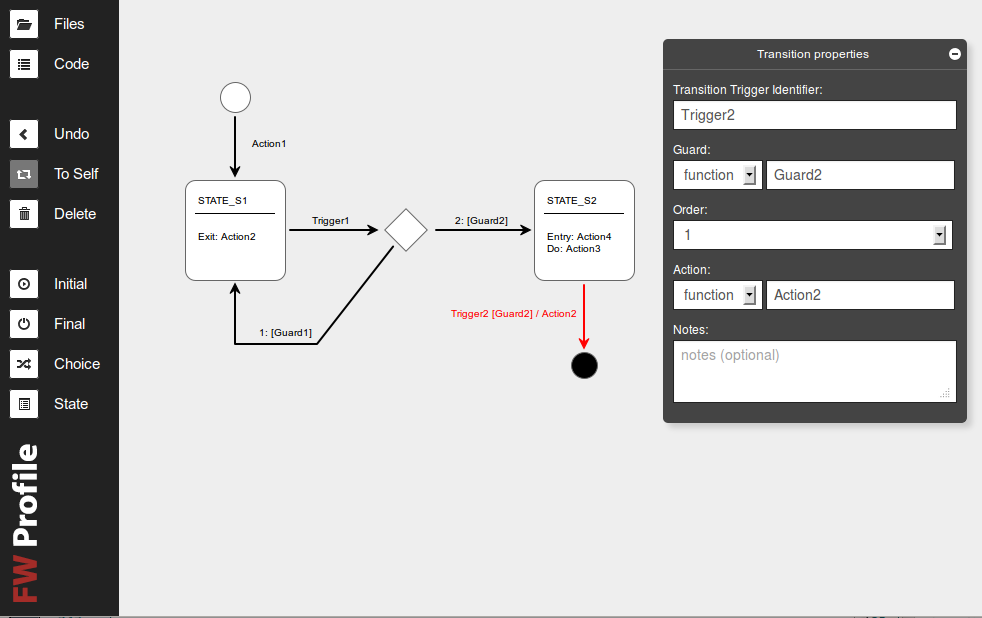 Files
Code
Undo
To Self
Delete
Initial
Final
Choice
State
FW Profile
Action1
STATE_S1
Exit: Action2
Trigger1
2: [Guard2]
1: [Guard1]
STATE_S2
Entry: Action4
Do: Action3
Trigger2 [Guard2] / Action2
Transition properties
Transition Trigger Identifier:
Trigger2
Guard:
function Guard2
Order:
1
Action:
function Action2
Notes:
notes (optional)